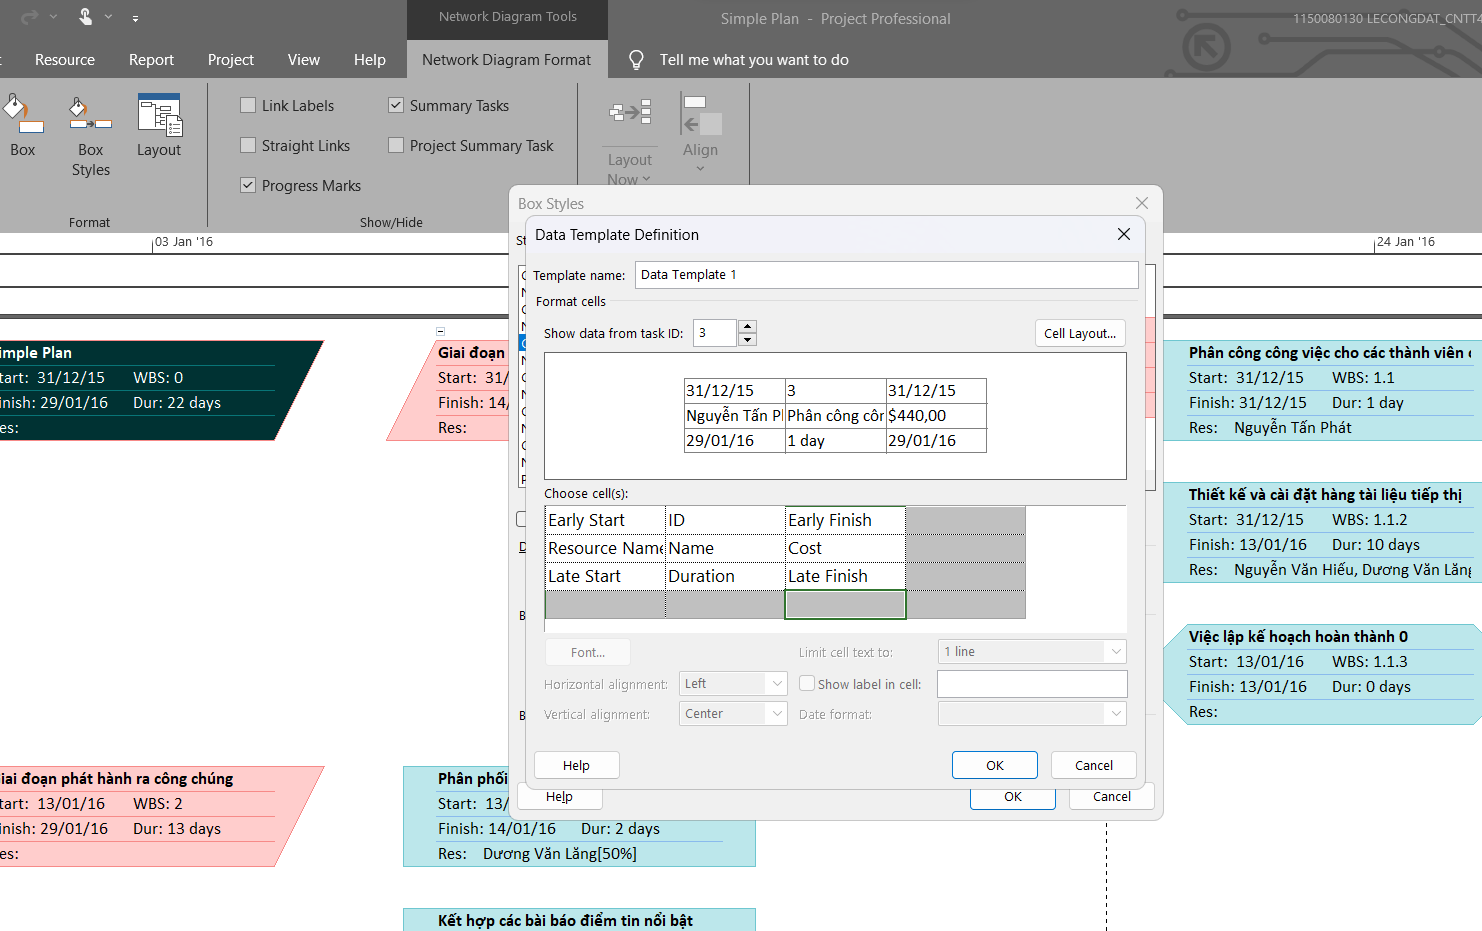 Network Diagram Tools
Simple Plan - Project Professional
1150080130 LECONGDAT_CNTT4
Resource
Report
Project
View
Help
Network Diagram Format
Tell me what you want to do
Box
Box Styles
Layout
Format
Link Labels
Summary Tasks
Straight Links
Project Summary Task
Progress Marks
Show/Hide
Layout Now
Align
03 Jan '16
24 Jan '16
Box Styles
Data Template Definition
Template name: Data Template 1
Format cells
Show data from task ID: 3
Cell Layout...
31/12/15 3 31/12/15
Nguyễn Tấn Ph Phân công côn $440,00
29/01/16 1 day 29/01/16
Choose cell(s):
Early Start ID Early Finish
Resource Name Name Cost
Late Start Duration Late Finish
Font...
Limit cell text to: 1 line
Horizontal alignment: Left
Show label in cell:
Vertical alignment: Center
Date format:
Help OK Cancel
Help OK Cancel
imple Plan
tart: 31/12/15 WBS: 0
inish: 29/01/16 Dur: 22 days
es:
Giai đoạn
Start: 31/
Finish: 14/
Res:
Phân công công việc cho các thành viên
Start: 31/12/15 WBS: 1.1
Finish: 31/12/15 Dur: 1 day
Res: Nguyễn Tấn Phát
Thiết kế và cài đặt hàng tài liệu tiếp thị
Start: 31/12/15 WBS: 1.1.2
Finish: 13/01/16 Dur: 10 days
Res: Nguyễn Văn Hiếu, Dương Văn Lăng
Việc lập kế hoạch hoàn thành 0
Start: 13/01/16 WBS: 1.1.3
Finish: 13/01/16 Dur: 0 days
Res:
iai đoạn phát hành ra công chúng
tart: 13/01/16 WBS: 2
inish: 29/01/16 Dur: 13 days
es:
Phân phối
Start: 13/
Finish: 14/01/16 Dur: 2 days
Res: Dương Văn Lăng[50%]
Kết hợp các bài báo điểm tin nổi bật